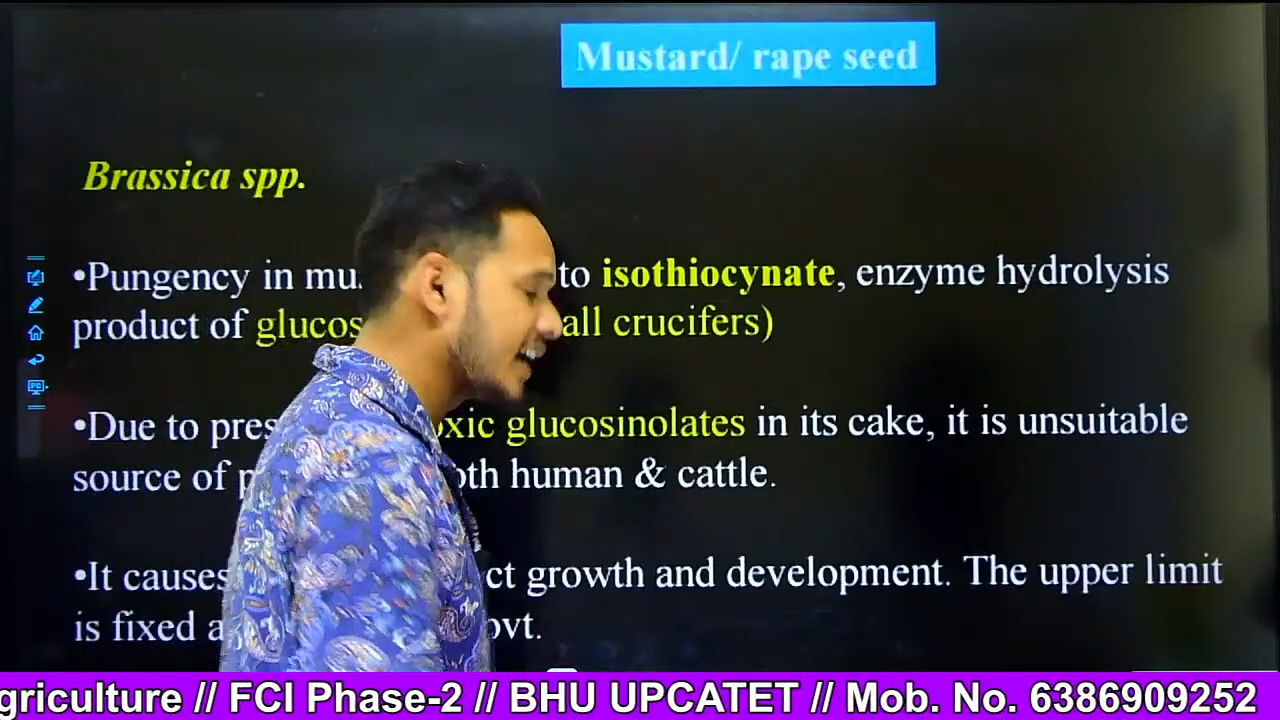 Mustard/ rape seed
Brassica spp.
•Pungency in mu to isothiocynate, enzyme hydrolysis
product of glucos all crucifers)
•Due to pres oxic glucosinolates in its cake, it is unsuitable
source of p oth human & cattle.
•It causes ct growth and development. The upper limit
is fixed a ovt.
griculture // FCI Phase-2 // BHU UPCATET // Mob. No. 6386909252